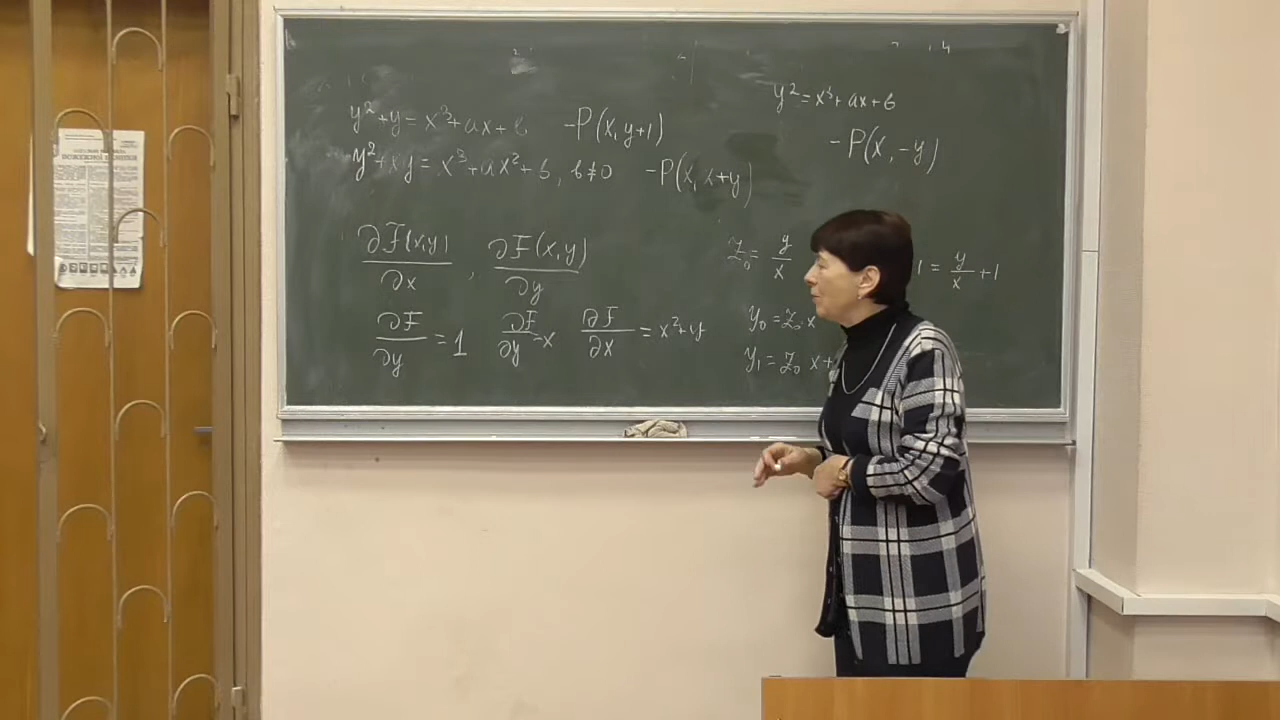 y² + y = x³ + ax + b   -P(x, y+1)
y² + xy = x³ + ax² + b, b ≠ 0   -P(x, x+y)
∂F(x,y)/∂x , ∂F(x,y)/∂y
∂F/∂y = 1   ∂F/∂y = x   ∂F/∂x = x² + y
y² = x³ + ax + b
-P(x, -y)
z₀ = y/x   1 = y/x + 1
y₀ = z₀ x
y₁ = z₀ x +